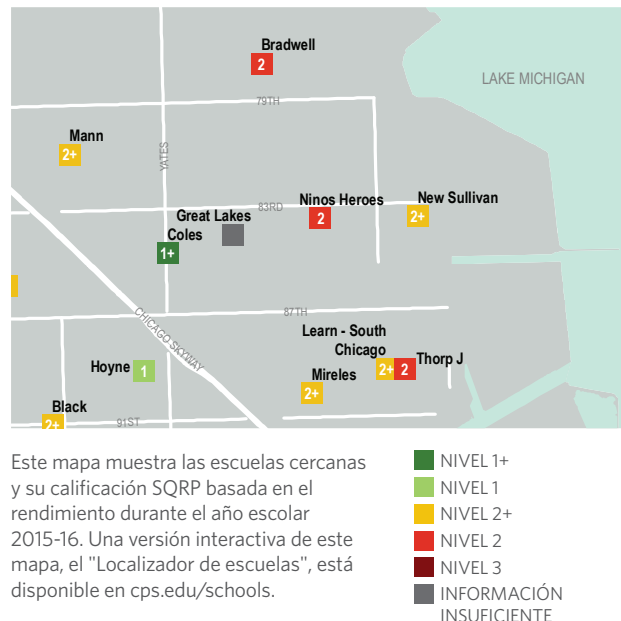 Bradwell
2
LAKE MICHIGAN
79TH
Mann
2+
YATES
Ninos Heroes
2
New Sullivan
2+
83RD
Great Lakes
Coles
1+
87TH
CHICAGO SKYWAY
Learn - South
Chicago
2+
2
Thorp J
Hoyne
1
Mireles
2+
Black
2+
91ST
Este mapa muestra las escuelas cercanas
y su calificación SQRP basada en el
rendimiento durante el año escolar
2015-16. Una versión interactiva de este
mapa, el "Localizador de escuelas", está
disponible en cps.edu/schools.
NIVEL 1+
NIVEL 1
NIVEL 2+
NIVEL 2
NIVEL 3
INFORMACIÓN
INSUFICIENTE